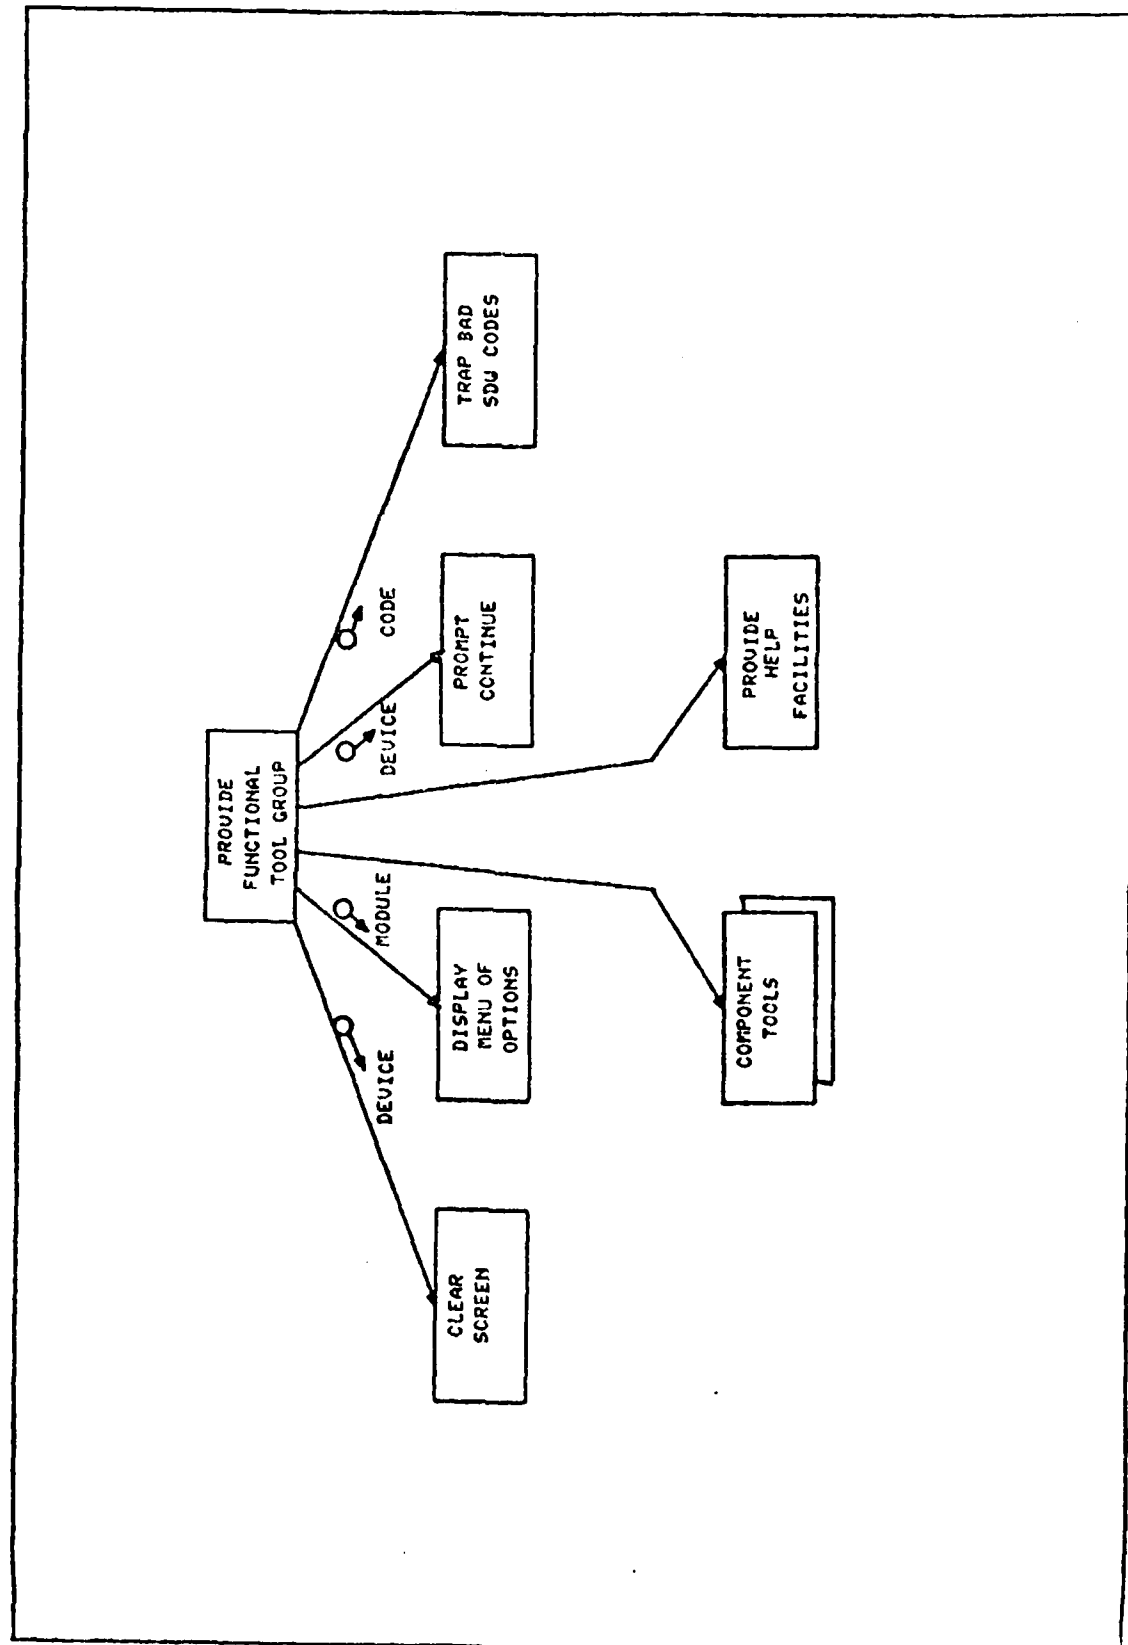 PROVIDE
FUNCTIONAL
TOOL GROUP
DEVICE
MODULE
DEVICE
CODE
CLEAR
SCREEN
DISPLAY
MENU OF
OPTIONS
PROMPT
CONTINUE
TRAP BAD
SDW CODES
COMPONENT
TOOLS
PROVIDE
HELP
FACILITIES